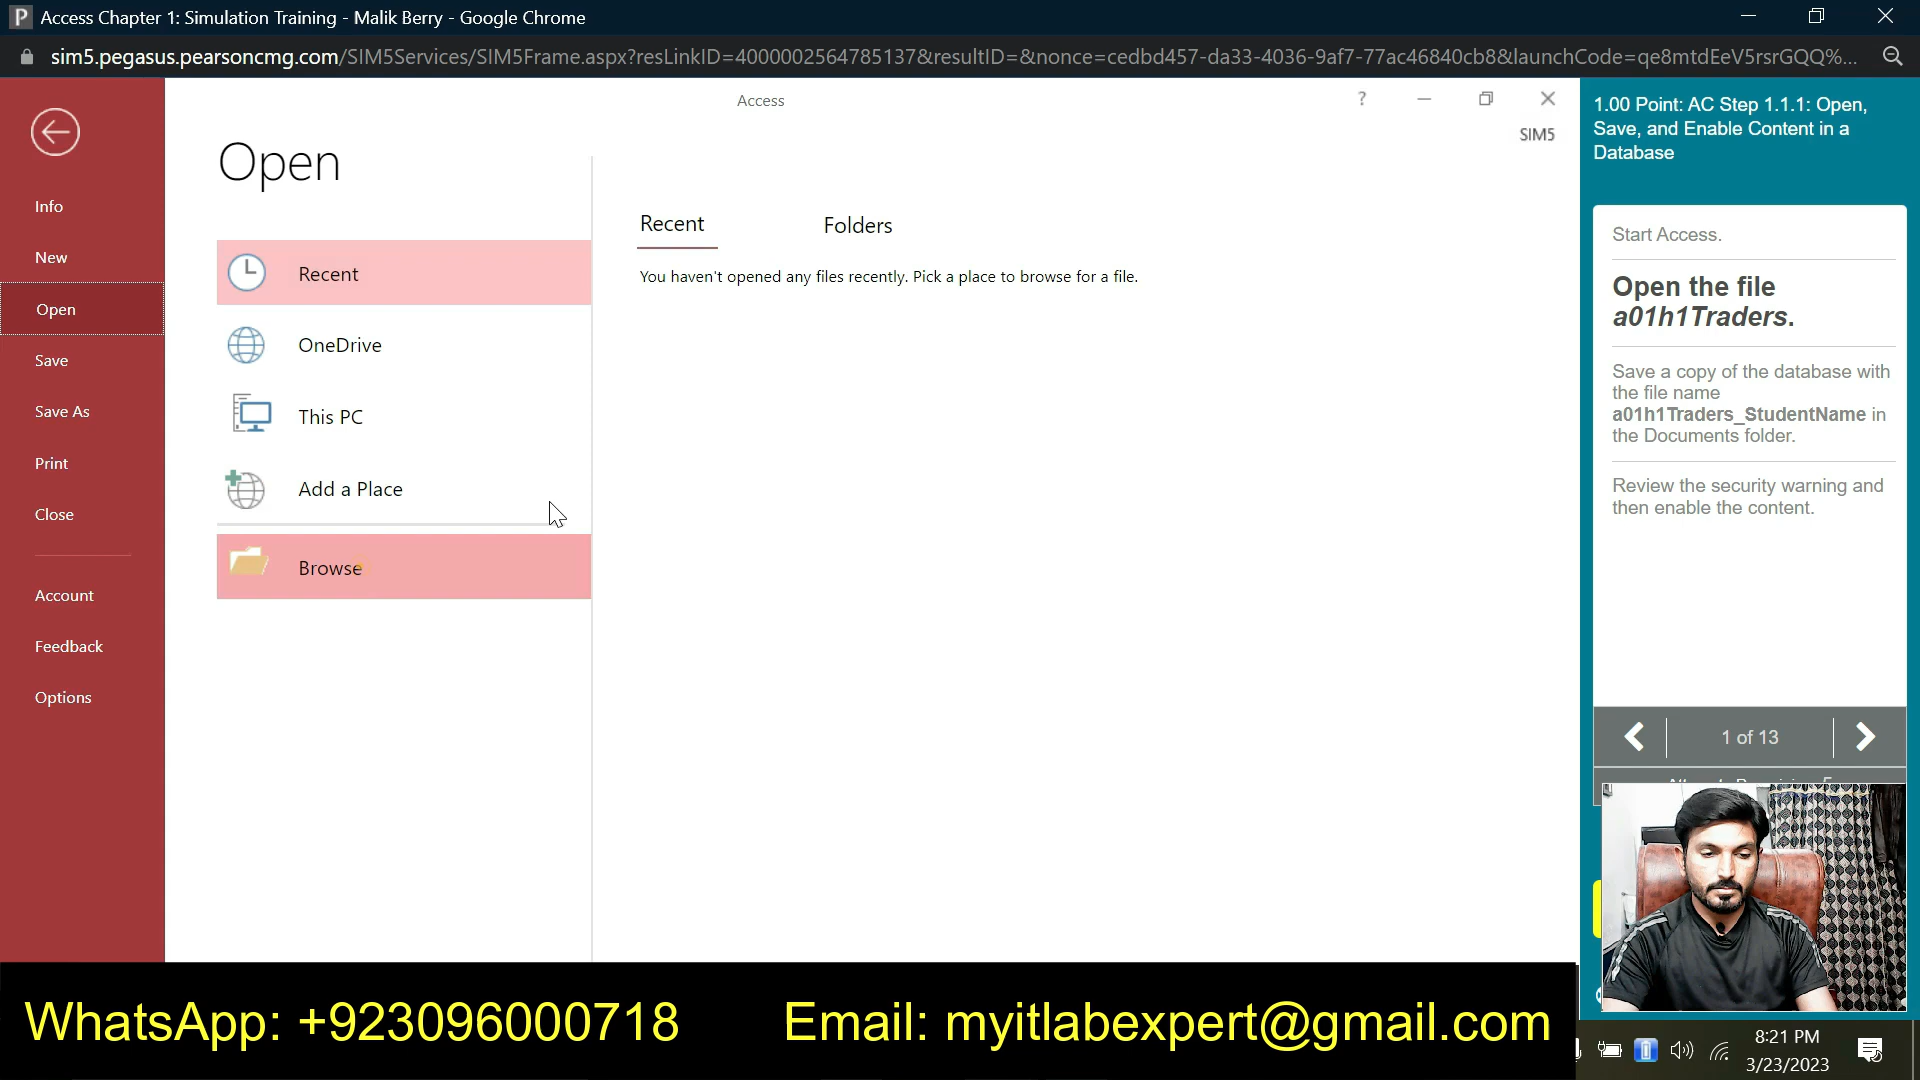 Access Chapter 1: Simulation Training - Malik Berry - Google Chrome
sim5.pegasus.pearsoncmg.com/SIM5Services/SIM5Frame.aspx?resLinkID=4000002564785137&resultID=&nonce=cedbd457-da33-4036-9af7-77ac46840cb8&launchCode=qe8mtdEeV5rsrGQQ%...
Access
SIM5
Open
Info
New
Open
Save
Save As
Print
Close
Account
Feedback
Options
Recent
OneDrive
This PC
Add a Place
Browse
Recent
Folders
You haven't opened any files recently. Pick a place to browse for a file.
1.00 Point: AC Step 1.1.1: Open,
Save, and Enable Content in a
Database
Start Access.
Open the file
a01h1Traders.
Save a copy of the database with
the file name
a01h1Traders_StudentName in
the Documents folder.
Review the security warning and
then enable the content.
1 of 13
WhatsApp: +923096000718
Email: myitlabexpert@gmail.com
8:21 PM
3/23/2023